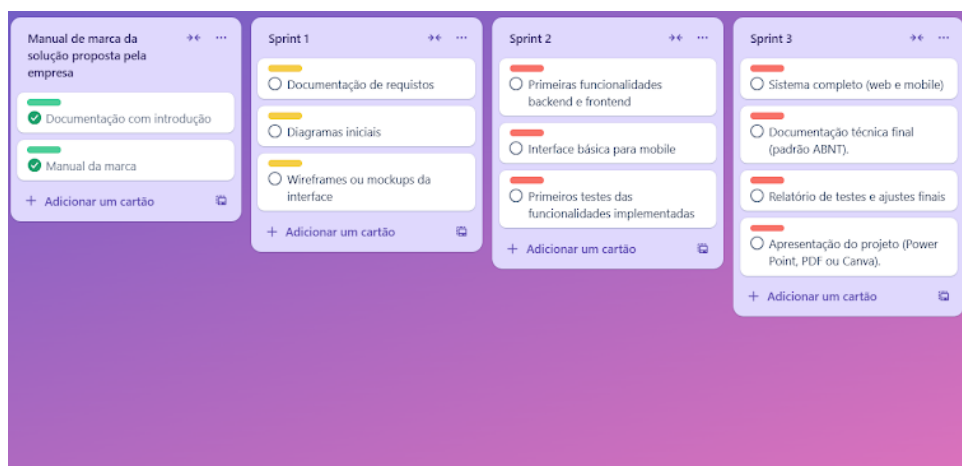 Manual de marca da
solução proposta pela
empresa
Documentação com introdução
Manual da marca
+ Adicionar um cartão
Sprint 1
Documentação de requistos
Diagramas iniciais
Wireframes ou mockups da
interface
+ Adicionar um cartão
Sprint 2
Primeiras funcionalidades
backend e frontend
Interface básica para mobile
Primeiros testes das
funcionalidades implementadas
+ Adicionar um cartão
Sprint 3
Sistema completo (web e mobile)
Documentação técnica final
(padrão ABNT).
Relatório de testes e ajustes finais
Apresentação do projeto (Power
Point, PDF ou Canva).
+ Adicionar um cartão